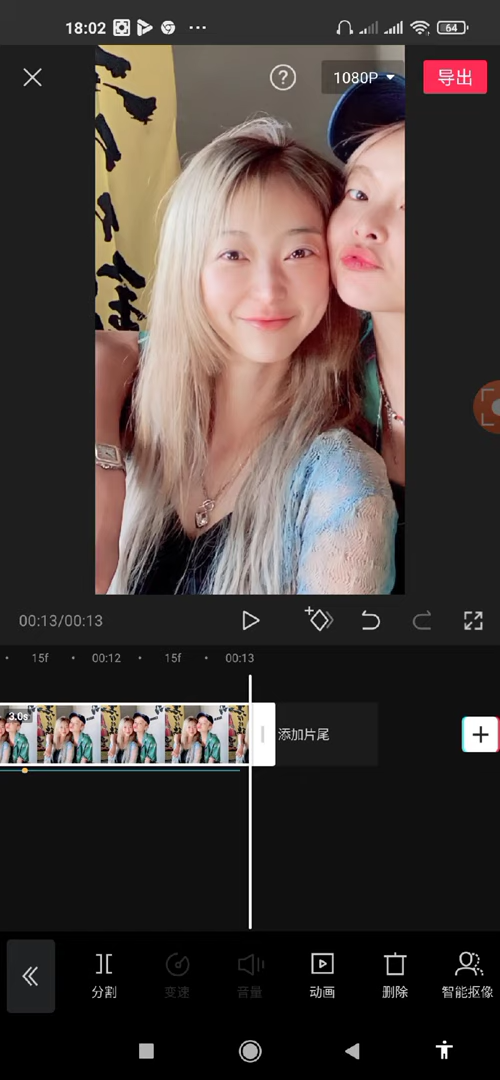 18:02
64
1080P
导出
00:13/00:13
15f
00:12
15f
00:13
3.0s
添加片尾
分割
变速
音量
动画
删除
智能抠像